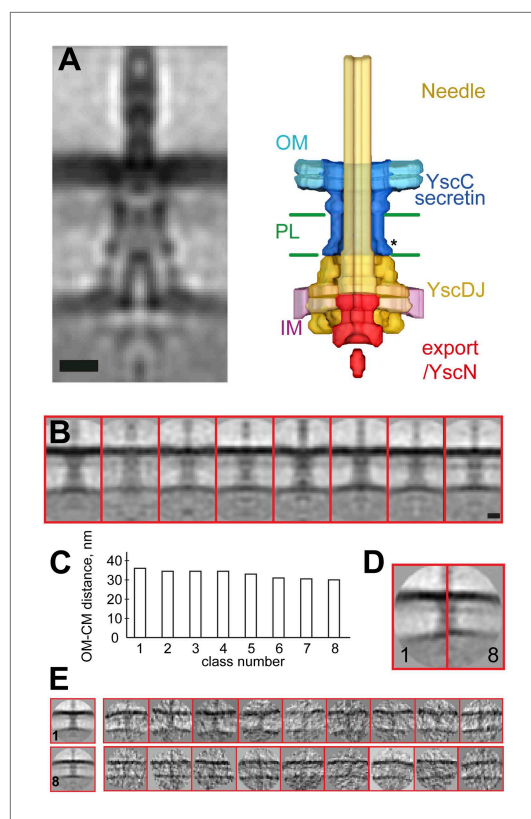 A
Needle
OM
YscC
secretin
PL
*
YscDJ
IM
export
/YscN
B
C
OM-CM distance, nm
40
30
20
10
0
1 2 3 4 5 6 7 8
class number
D
1 8
E
1
8